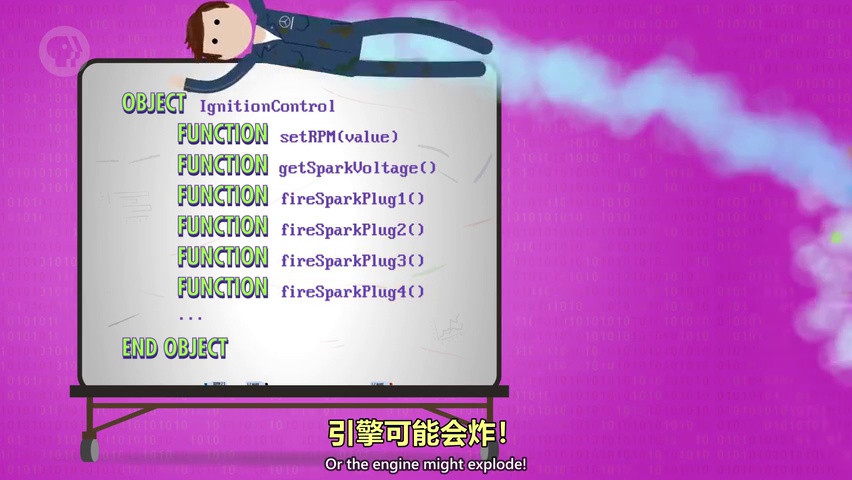 OBJECT IgnitionControl
FUNCTION setRPM(value)
FUNCTION getSparkVoltage()
FUNCTION fireSparkPlug1()
FUNCTION fireSparkPlug2()
FUNCTION fireSparkPlug3()
FUNCTION fireSparkPlug4()
...
END OBJECT
引擎可能会炸!
Or the engine might explode!